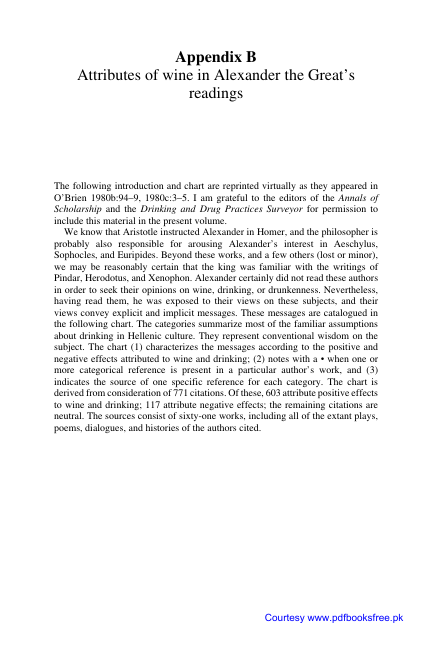 Appendix B
Attributes of wine in Alexander the Great's
readings
The following introduction and chart are reprinted virtually as they appeared in
O'Brien 1980b:94–9, 1980c:3–5. I am grateful to the editors of the Annals of
Scholarship and the Drinking and Drug Practices Surveyor for permission to
include this material in the present volume.
We know that Aristotle instructed Alexander in Homer, and the philosopher is
probably also responsible for arousing Alexander's interest in Aeschylus,
Sophocles, and Euripides. Beyond these works, and a few others (lost or minor),
we may be reasonably certain that the king was familiar with the writings of
Pindar, Herodotus, and Xenophon. Alexander certainly did not read these authors
in order to seek their opinions on wine, drinking, or drunkenness. Nevertheless,
having read them, he was exposed to their views on these subjects, and their
views convey explicit and implicit messages. These messages are catalogued in
the following chart. The categories summarize most of the familiar assumptions
about drinking in Hellenic culture. They represent conventional wisdom on the
subject. The chart (1) characterizes the messages according to the positive and
negative effects attributed to wine and drinking; (2) notes with a • when one or
more categorical reference is present in a particular author's work, and (3)
indicates the source of one specific reference for each category. The chart is
derived from consideration of 771 citations. Of these, 603 attribute positive effects
to wine and drinking; 117 attribute negative effects; the remaining citations are
neutral. The sources consist of sixty-one works, including all of the extant plays,
poems, dialogues, and histories of the authors cited.
Courtesy www.pdfbooksfree.pk